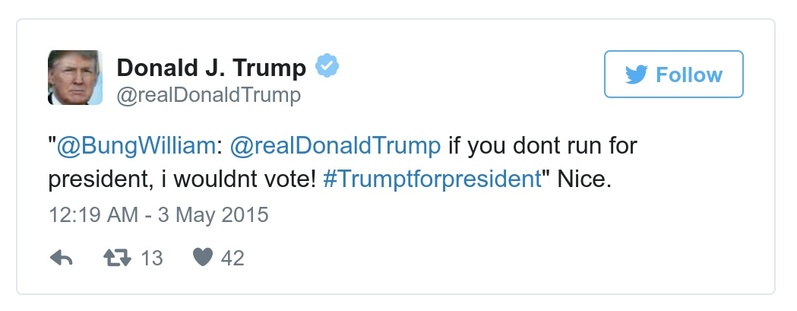 Donald J. Trump
@realDonaldTrump
Follow
"@BungWilliam: @realDonaldTrump if you dont run for
president, i wouldnt vote! #Trumptforpresident" Nice.
12:19 AM - 3 May 2015
13 42